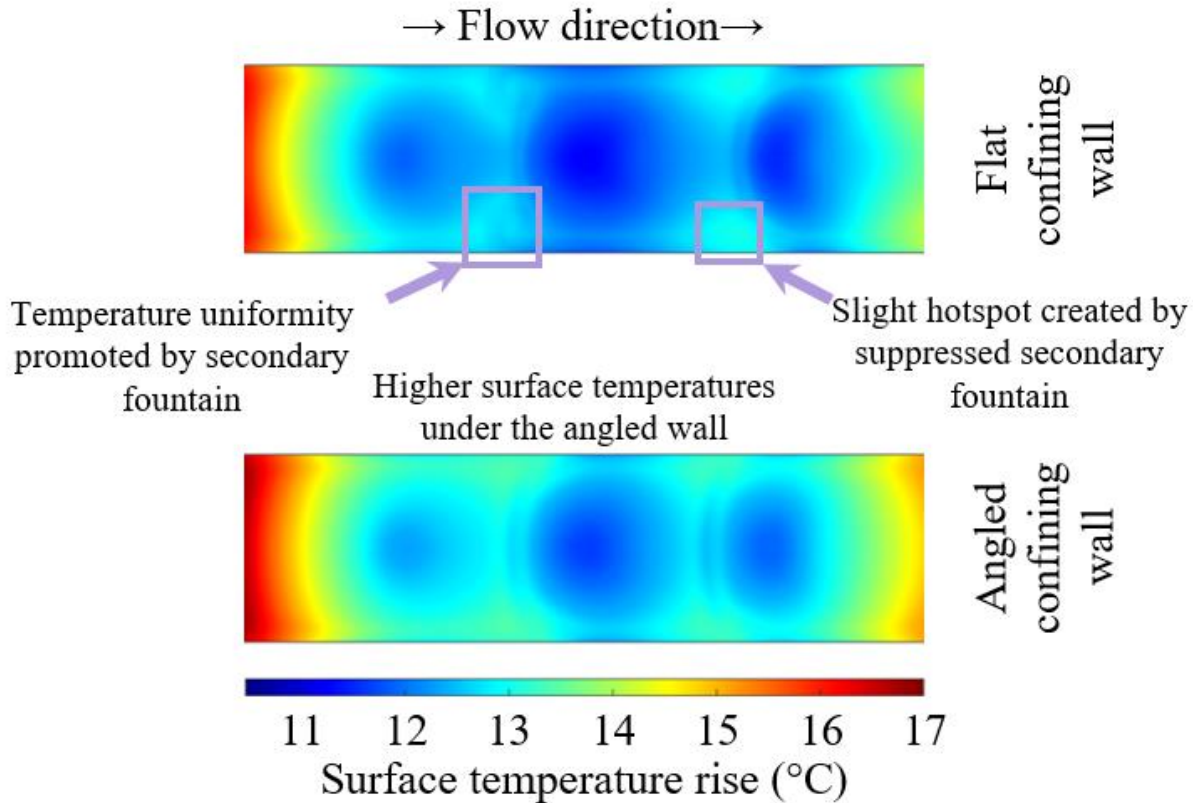 → Flow direction→
Flat
confining
wall
Temperature uniformity
promoted by secondary
fountain
Slight hotspot created by
suppressed secondary
fountain
Higher surface temperatures
under the angled wall
Angled
confining
wall
11 12 13 14 15 16 17
Surface temperature rise (°C)